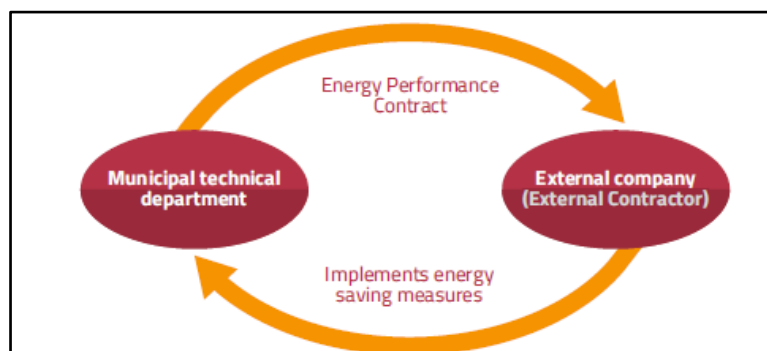 Energy Performance
Contract
Municipal technical
department
External company
(External Contractor)
Implements energy
saving measures